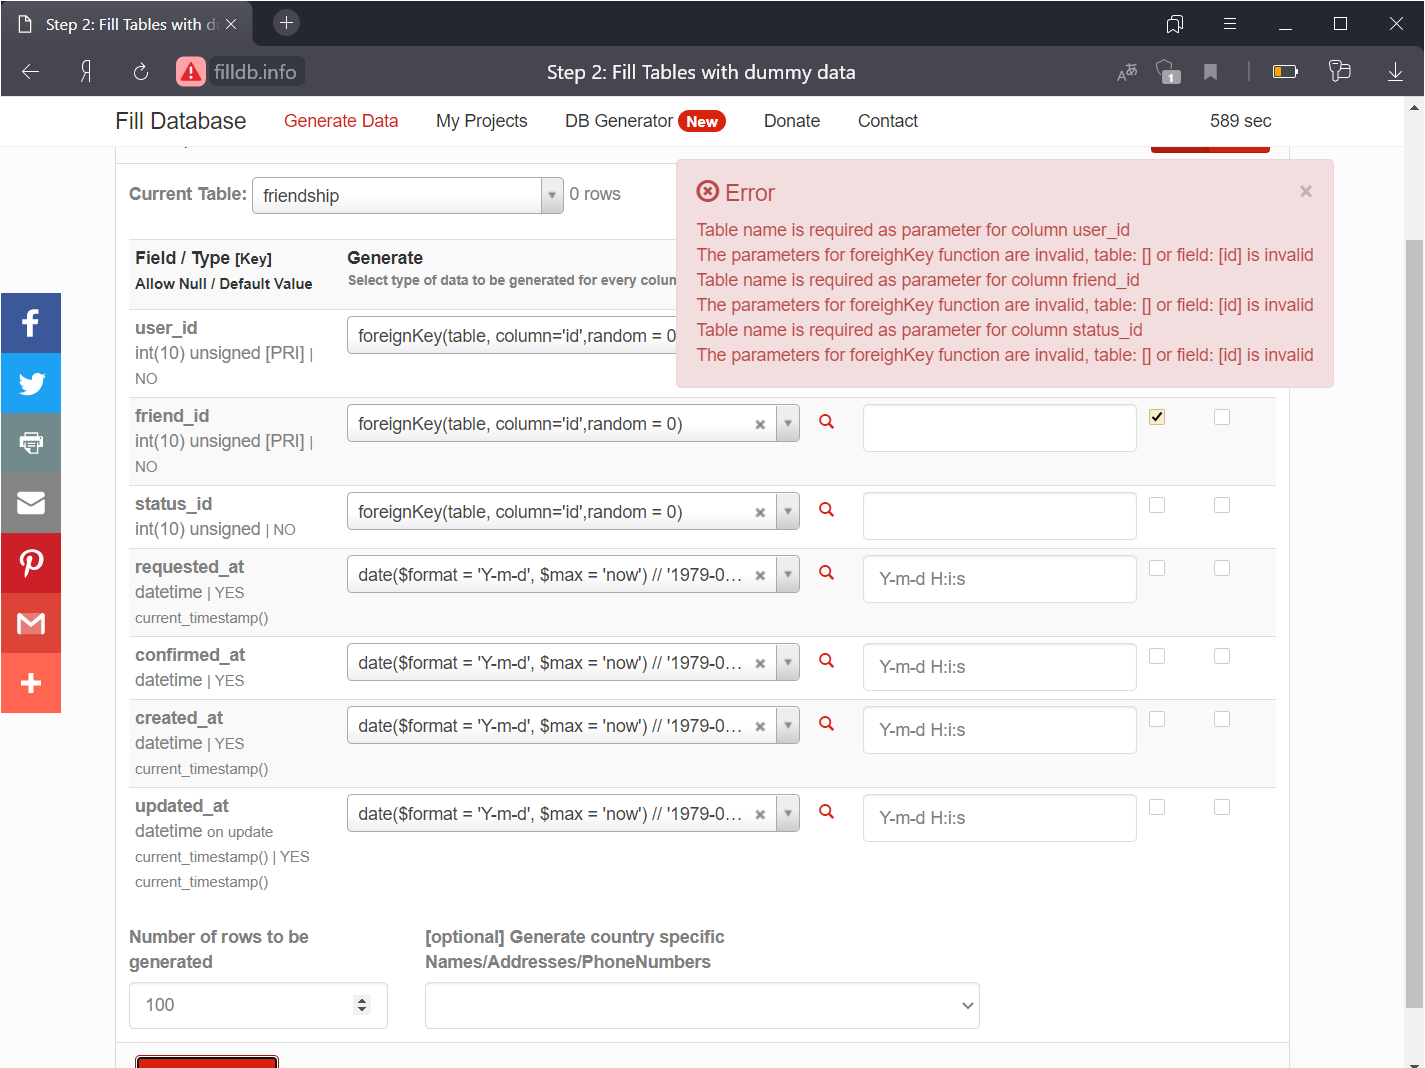 Step 2: Fill Tables with
filldb.info
Step 2: Fill Tables with dummy data
1
Fill Database
Generate Data
My Projects
DB Generator New
Donate
Contact
589 sec
Current Table:
friendship
0 rows
Error
×
Table name is required as parameter for column user_id
The parameters for foreighKey function are invalid, table: [] or field: [id] is invalid
Table name is required as parameter for column friend_id
The parameters for foreighKey function are invalid, table: [] or field: [id] is invalid
Table name is required as parameter for column status_id
The parameters for foreighKey function are invalid, table: [] or field: [id] is invalid
Field / Type [Key]
Allow Null / Default Value
Generate
Select type of data to be generated for every
user_id
int(10) unsigned [PRI] |
NO
foreignKey(table, column='id',random = 0
friend_id
int(10) unsigned [PRI] |
NO
foreignKey(table, column='id',random = 0)
status_id
int(10) unsigned | NO
foreignKey(table, column='id',random = 0)
requested_at
datetime | YES
current_timestamp()
date($format = 'Y-m-d', $max = 'now') // '1979-0...
Y-m-d H:i:s
confirmed_at
datetime | YES
date($format = 'Y-m-d', $max = 'now') // '1979-0...
Y-m-d H:i:s
created_at
datetime | YES
current_timestamp()
date($format = 'Y-m-d', $max = 'now') // '1979-0...
Y-m-d H:i:s
updated_at
datetime on update
current_timestamp() | YES
current_timestamp()
date($format = 'Y-m-d', $max = 'now') // '1979-0...
Y-m-d H:i:s
Number of rows to be
generated
100
[optional] Generate country specific
Names/Addresses/PhoneNumbers